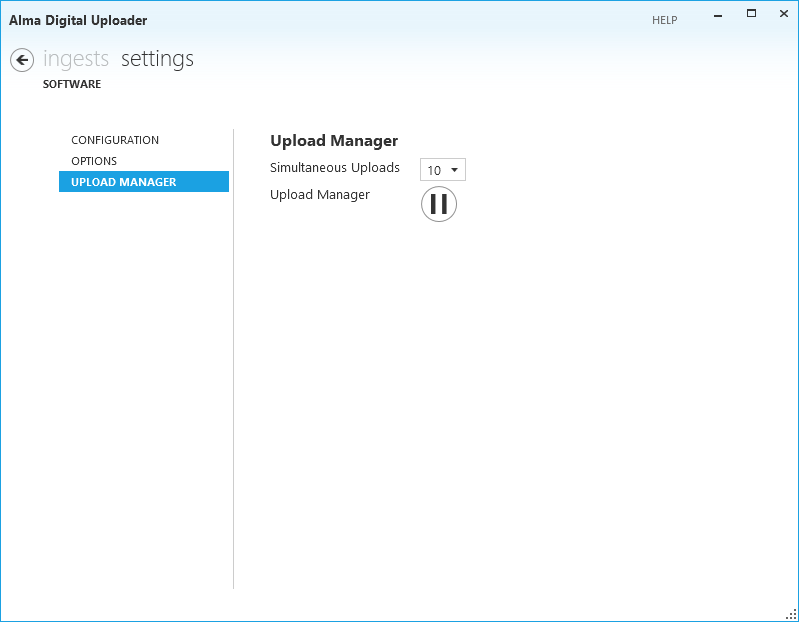 Alma Digital Uploader
HELP
ingests settings
SOFTWARE
CONFIGURATION
OPTIONS
UPLOAD MANAGER
Upload Manager
Simultaneous Uploads 10
Upload Manager